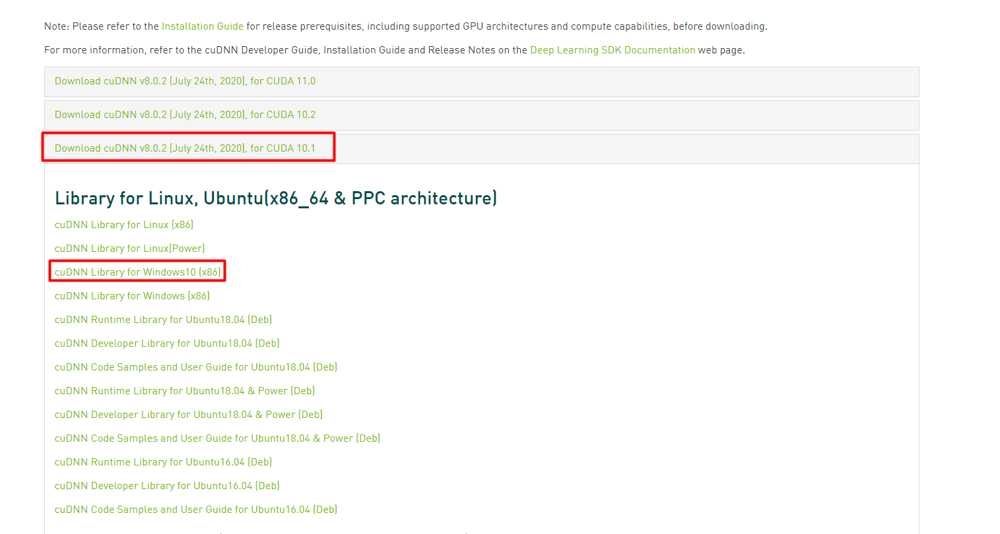 Note: Please refer to the Installation Guide for release prerequisites, including supported GPU architectures and compute capabilities, before downloading.
For more information, refer to the cuDNN Developer Guide, Installation Guide and Release Notes on the Deep Learning SDK Documentation web page.
Download cuDNN v8.0.2 (July 24th, 2020), for CUDA 11.0
Download cuDNN v8.0.2 (July 24th, 2020), for CUDA 10.2
Download cuDNN v8.0.2 (July 24th, 2020), for CUDA 10.1
Library for Linux, Ubuntu(x86_64 & PPC architecture)
cuDNN Library for Linux (x86)
cuDNN Library for Linux(Power)
cuDNN Library for Windows10 (x86)
cuDNN Library for Windows (x86)
cuDNN Runtime Library for Ubuntu18.04 (Deb)
cuDNN Developer Library for Ubuntu18.04 (Deb)
cuDNN Code Samples and User Guide for Ubuntu18.04 (Deb)
cuDNN Runtime Library for Ubuntu18.04 & Power (Deb)
cuDNN Developer Library for Ubuntu18.04 & Power (Deb)
cuDNN Code Samples and User Guide for Ubuntu18.04 & Power (Deb)
cuDNN Runtime Library for Ubuntu16.04 (Deb)
cuDNN Developer Library for Ubuntu16.04 (Deb)
cuDNN Code Samples and User Guide for Ubuntu16.04 (Deb)